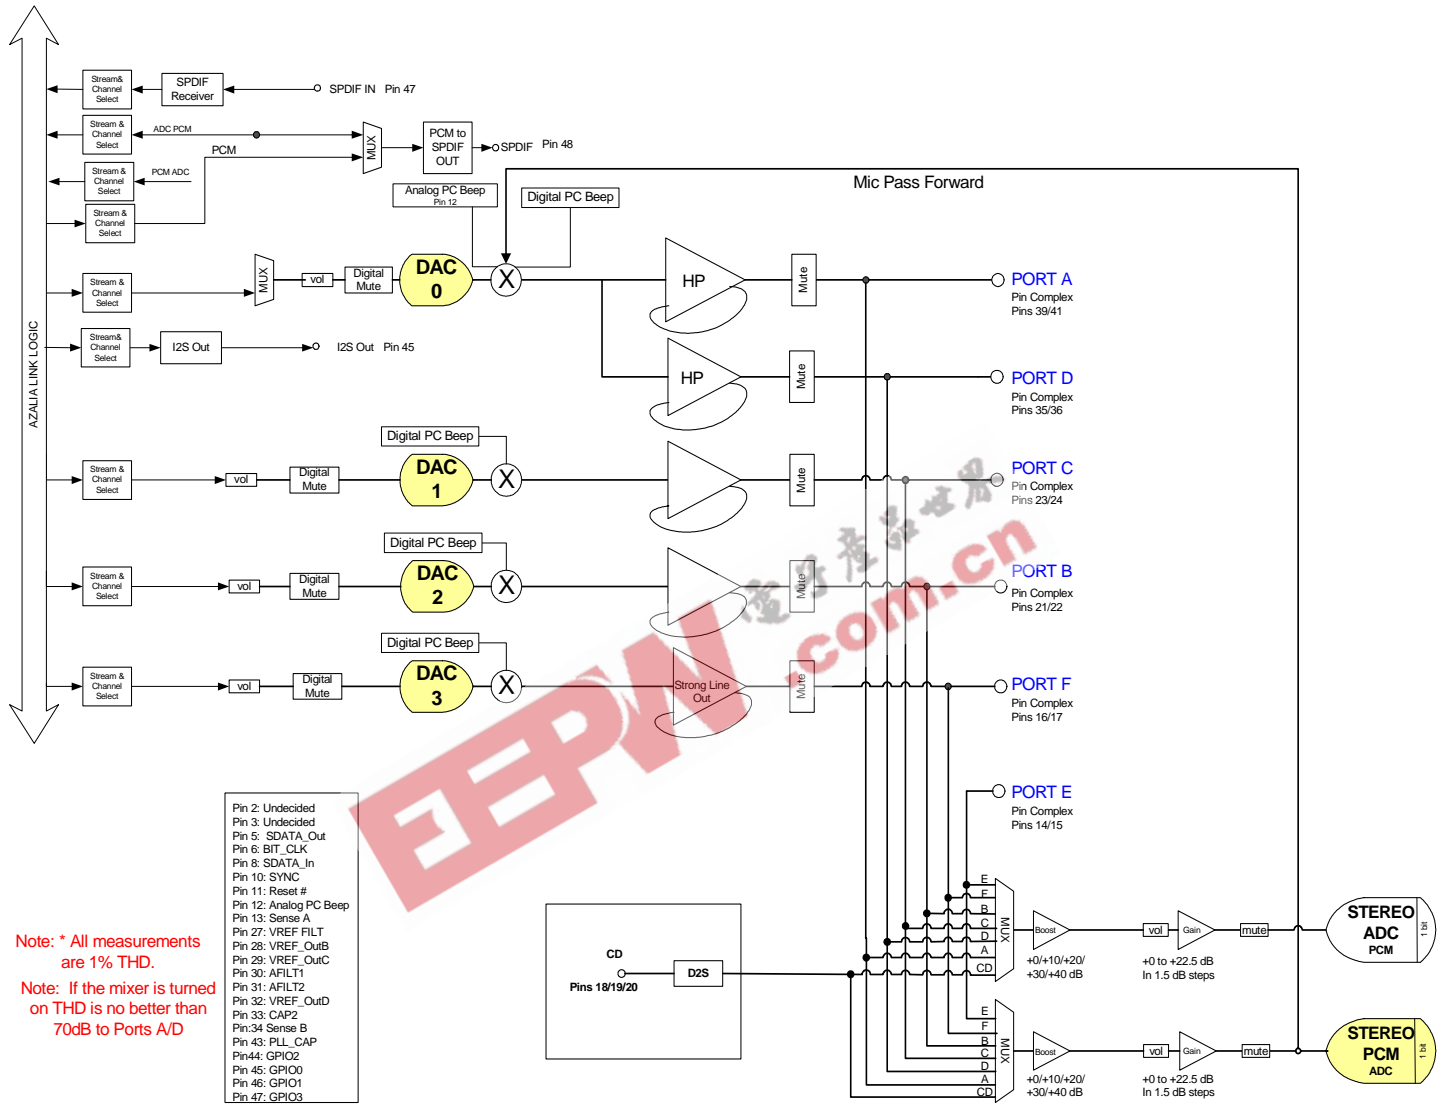 Stream&
Channel
Select
SPDIF
Receiver
SPDIF IN Pin 47
Stream &
Channel
Select
ADC PCM
MUX
PCM to
SPDIF
OUT
SPDIF Pin 48
PCM
Stream &
Channel
Select
PCM ADC
Stream &
Channel
Select
Analog PC Beep
Pin 12
Digital PC Beep
Mic Pass Forward
AZALIA LINK LOGIC
Stream &
Channel
Select
MUX
vol
Digital
Mute
DAC
0
X
HP
Mute
PORT A
Pin Complex
Pins 39/41
Stream&
Channel
Select
I2S Out
I2S Out Pin 45
HP
Mute
PORT D
Pin Complex
Pins 35/36
Digital PC Beep
Stream &
Channel
Select
vol
Digital
Mute
DAC
1
X
Mute
PORT C
Pin Complex
Pins 23/24
Digital PC Beep
Stream &
Channel
Select
vol
Digital
Mute
DAC
2
X
Mute
PORT B
Pin Complex
Pins 21/22
Digital PC Beep
Stream &
Channel
Select
vol
Digital
Mute
DAC
3
X
Strong Line
Out
Mute
PORT F
Pin Complex
Pins 16/17
PORT E
Pin Complex
Pins 14/15
電子產品世界
EEPW
.com.cn
Pin 2: Undecided
Pin 3: Undecided
Pin 5: SDATA_Out
Pin 6: BIT_CLK
Pin 8: SDATA_In
Pin 10: SYNC
Pin 11: Reset #
Pin 12: Analog PC Beep
Pin 13: Sense A
Pin 27: VREF FILT
Pin 28: VREF_OutB
Pin 29: VREF_OutC
Pin 30: AFILT1
Pin 31: AFILT2
Pin 32: VREF_OutD
Pin 33: CAP2
Pin:34 Sense B
Pin 43: PLL_CAP
Pin44: GPIO2
Pin 45: GPIO0
Pin 46: GPIO1
Pin 47: GPIO3
Note: * All measurements
are 1% THD.
Note: If the mixer is turned
on THD is no better than
70dB to Ports A/D
CD
Pins 18/19/20
D2S
E
F
B
C
D
A
CD
MUX
Boost
+0/+10/+20/
+30/+40 dB
vol
Gain
+0 to +22.5 dB
In 1.5 dB steps
mute
STEREO
ADC
PCM
1 bit
E
F
B
C
D
A
CD
MUX
Boost
+0/+10/+20/
+30/+40 dB
vol
Gain
+0 to +22.5 dB
In 1.5 dB steps
mute
STEREO
PCM
ADC
1 bit